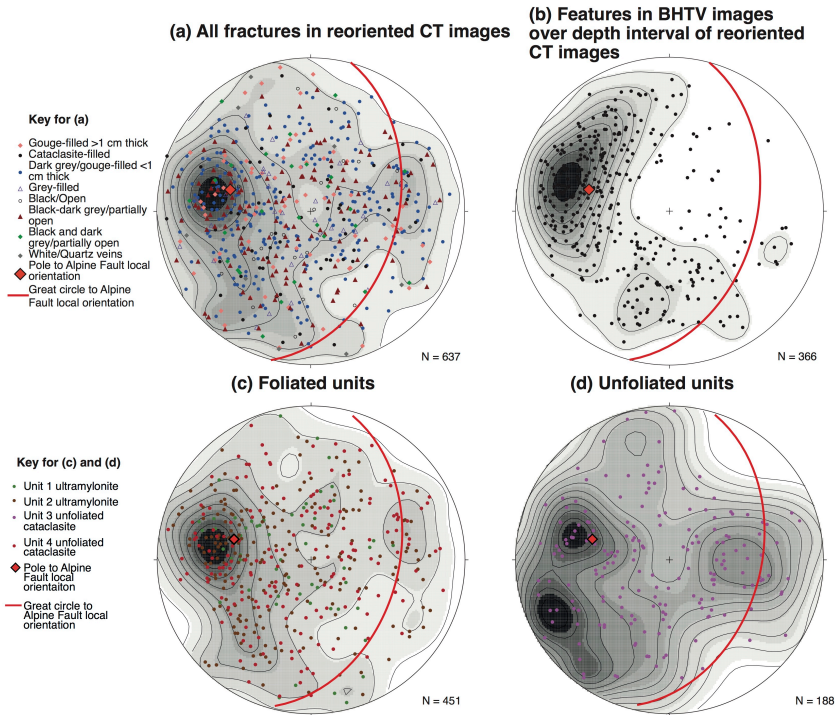 (a) All fractures in reoriented CT images
(b) Features in BHTV images
over depth interval of reoriented
CT images
Key for (a)
Gouge-filled >1 cm thick
Cataclasite-filled
Dark grey/gouge-filled <1
cm thick
Grey-filled
Black/Open
Black-dark grey/partially
open
Black and dark
grey/partially open
White/Quartz veins
Pole to Alpine Fault local
orientation
Great circle to Alpine
Fault local orientation
N = 637
N = 366
(c) Foliated units
(d) Unfoliated units
Key for (c) and (d)
Unit 1 ultramylonite
Unit 2 ultramylonite
Unit 3 unfoliated
cataclasite
Unit 4 unfoliated
cataclasite
Pole to Alpine
Fault local
orientaiton
Great circle to
Alpine Fault local
orientation
N = 451
N = 188